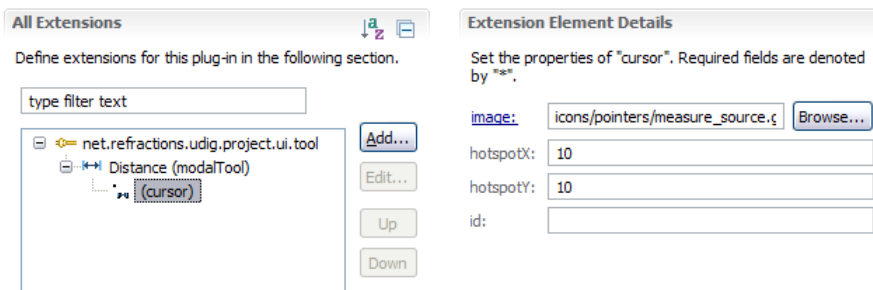 All Extensions
Define extensions for this plug-in in the following section.
type filter text
net.refractions.udig.project.ui.tool
Distance (modalTool)
(cursor)
Add...
Edit...
Up
Down
Extension Element Details
Set the properties of "cursor". Required fields are denoted
by "*".
image: icons/pointers/measure_source.g Browse...
hotspotX: 10
hotspotY: 10
id: